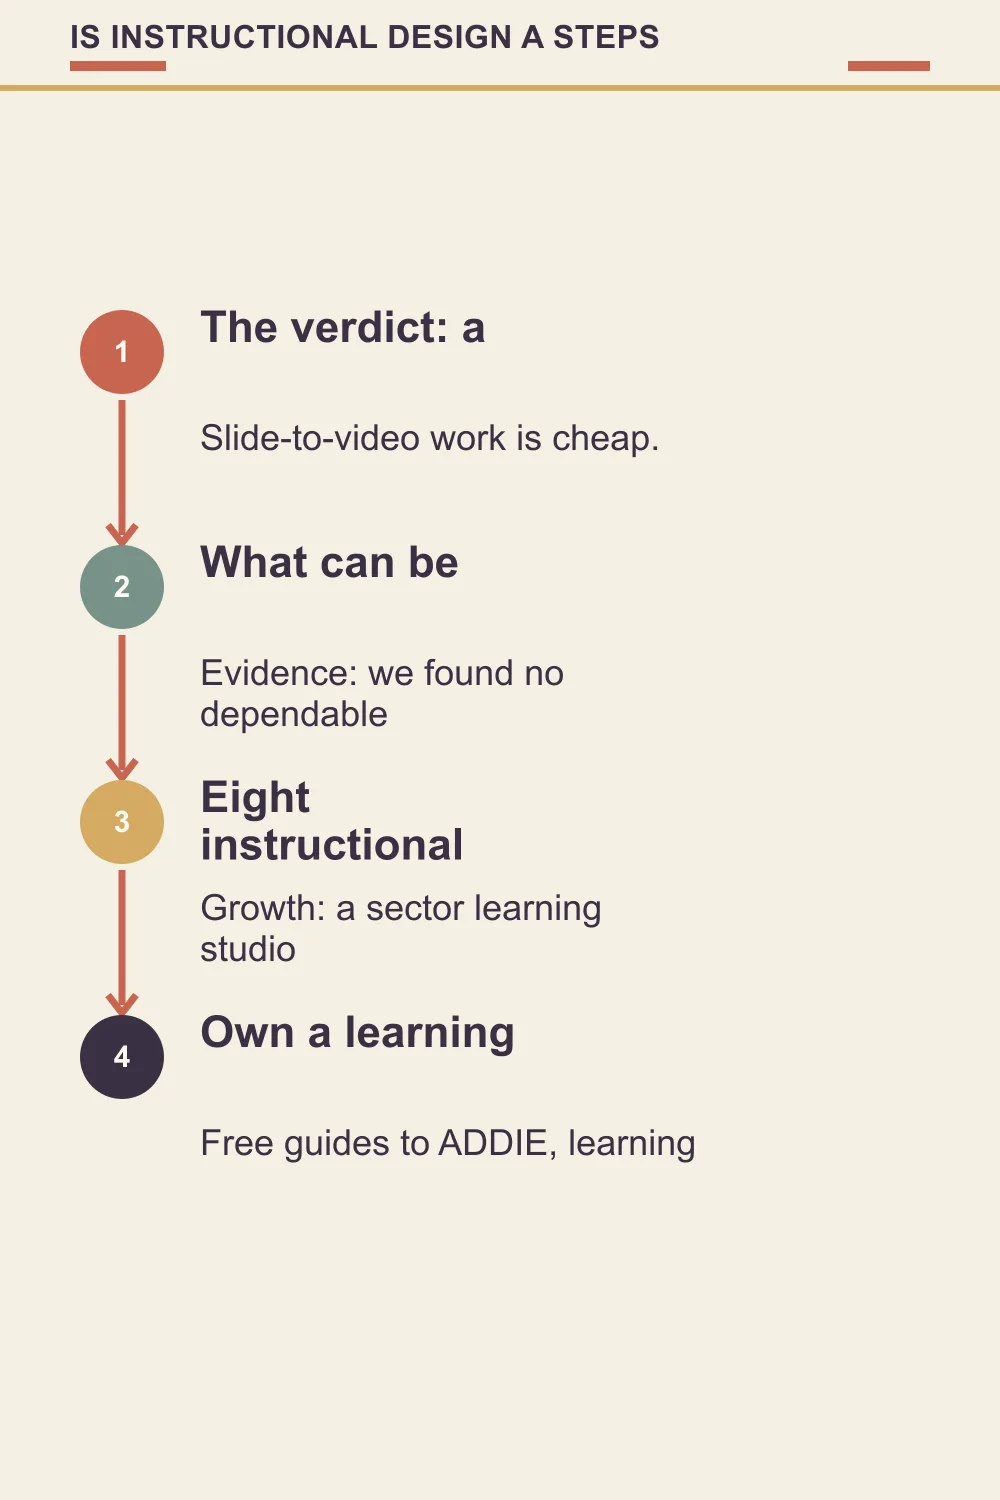 IS INSTRUCTIONAL DESIGN A STEPS
1
The verdict: a
Slide-to-video work is cheap.
2
What can be
Evidence: we found no
dependable
3
Eight
instructional
Growth: a sector learning
studio
4
Own a learning
Free guides to ADDIE, learning